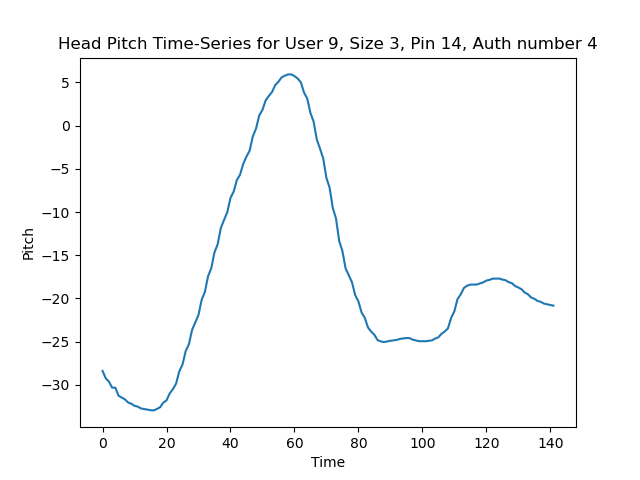 Head Pitch Time-Series for User 9, Size 3, Pin 14, Auth number 4
5
0
−5
−10
−15
−20
−25
−30
Pitch
0 20 40 60 80 100 120 140
Time